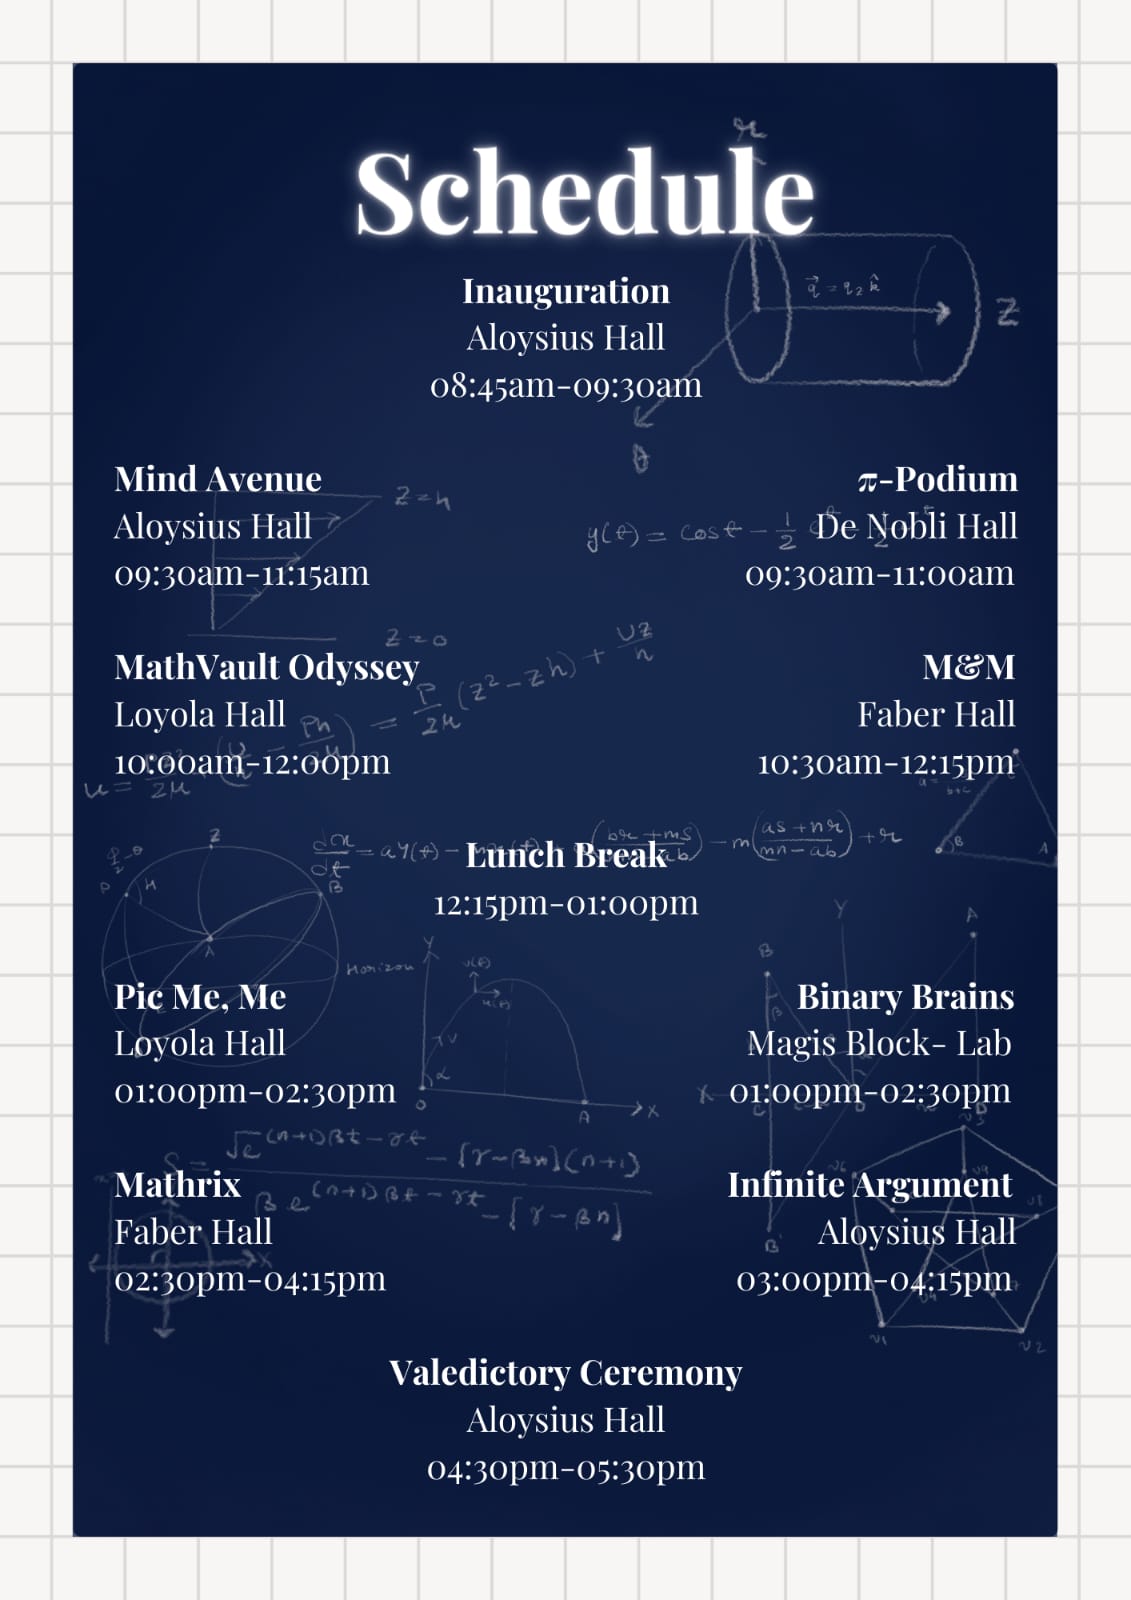 Schedule
Inauguration
Aloysius Hall
08:45am-09:30am
Mind Avenue
Aloysius Hall
09:30am-11:15am
π-Podium
De Nobli Hall
09:30am-11:00am
MathVault Odyssey
Loyola Hall
10:00am-12:00pm
M&M
Faber Hall
10:30am-12:15pm
Lunch Break
12:15pm-01:00pm
Pic Me, Me
Loyola Hall
01:00pm-02:30pm
Binary Brains
Magis Block- Lab
01:00pm-02:30pm
Mathrix
Faber Hall
02:30pm-04:15pm
Infinite Argument
Aloysius Hall
03:00pm-04:15pm
Valedictory Ceremony
Aloysius Hall
04:30pm-05:30pm
Z
Z=h
Z=0
Horizon